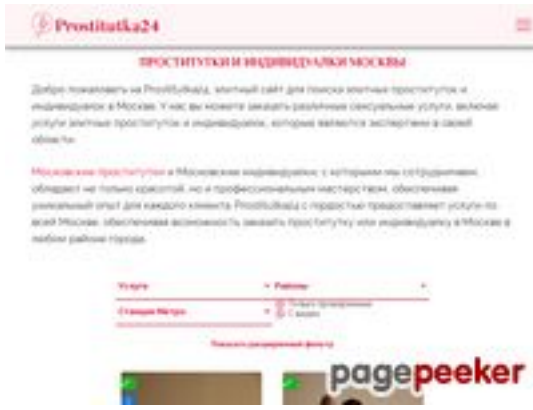 Prostitutka24
ПРОСТИТУТКИ И ИНДИВИДУАЛКИ МОСКВЫ
Добро пожаловать на Prostitutka24, элитный сайт для поиска элитных проституток и
индивидуалок в Москве. У нас вы можете заказать различные сексуальные услуги, включая
услуги элитных проституток и индивидуалок, которые являются экспертами в своей
области.
Московские проститутки и Московские индивидуалки, с которыми мы сотрудничаем,
обладают не только красотой, но и профессиональным мастерством, обеспечивая
уникальный опыт для каждого клиента. Prostitutka24 с гордостью предоставляет услуги по
всей Москве, обеспечивая возможность заказать проститутку или индивидуалку в Москве в
любом районе города.
Услуги
Районы
Станции Метро
Только проверенные
С видео
Показать расширенный фильтр
pagepeeker